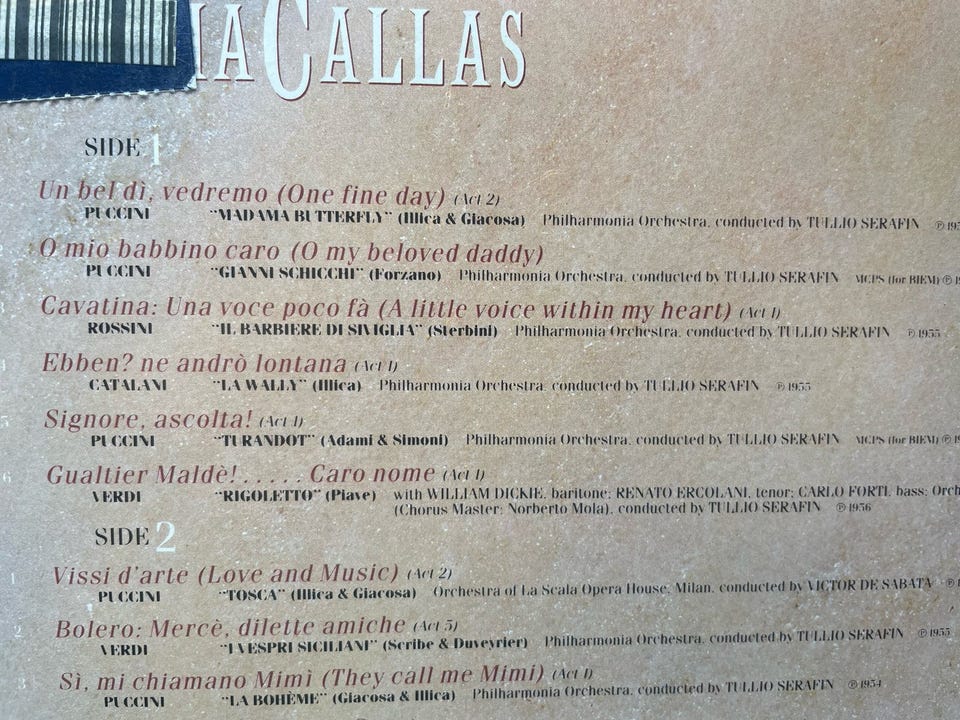 IA CALLAS
SIDE 1
Un bel dì, vedremo (One fine day) (Act 2)
PUCCINI "MADAMA BUTTERFLY" (Illica & Giacosa) Philharmonia Orchestra, conducted by TULLIO SERAFIN ℗
O mio babbino caro (O my beloved daddy)
PUCCINI "GIANNI SCHICCHI" (Forzano) Philharmonia Orchestra, conducted by TULLIO SERAFIN MCPS (for BIEM) ℗
Cavatina: Una voce poco fà (A little voice within my heart) (Act 1)
ROSSINI "IL BARBIERE DI SIVIGLIA" (Sterbini) Philharmonia Orchestra, conducted by TULLIO SERAFIN ℗ 1955
Ebben? ne andrò lontana (Act 1)
CATALANI "LA WALLY" (Illica) Philharmonia Orchestra, conducted by TULLIO SERAFIN ℗ 1955
Signore, ascolta! (Act 1)
PUCCINI "TURANDOT" (Adami & Simoni) Philharmonia Orchestra, conducted by TULLIO SERAFIN MCPS (for BIEM) ℗
6 Gualtier Maldè! . . . . . Caro nome (Act 1)
VERDI "RIGOLETTO" (Piave) with WILLIAM DICKIE, baritone; RENATO ERCOLANI, tenor; CARLO FORTI, bass; Orch
(Chorus Master: Norberto Mola), conducted by TULLIO SERAFIN ℗ 1956
SIDE 2
1 Vissi d'arte (Love and Music) (Act 2)
PUCCINI "TOSCA" (Illica & Giacosa) Orchestra of La Scala Opera House, Milan, conducted by VICTOR DE SABATA ℗
2 Bolero: Mercè, dilette amiche (Act 5)
VERDI "I VESPRI SICILIANI" (Scribe & Duveyrier) Philharmonia Orchestra, conducted by TULLIO SERAFIN ℗ 1955
3 Sì, mi chiamano Mimì (They call me Mimi) (Act 1)
PUCCINI "LA BOHÈME" (Giacosa & Illica) Philharmonia Orchestra, conducted by TULLIO SERAFIN ℗ 1954